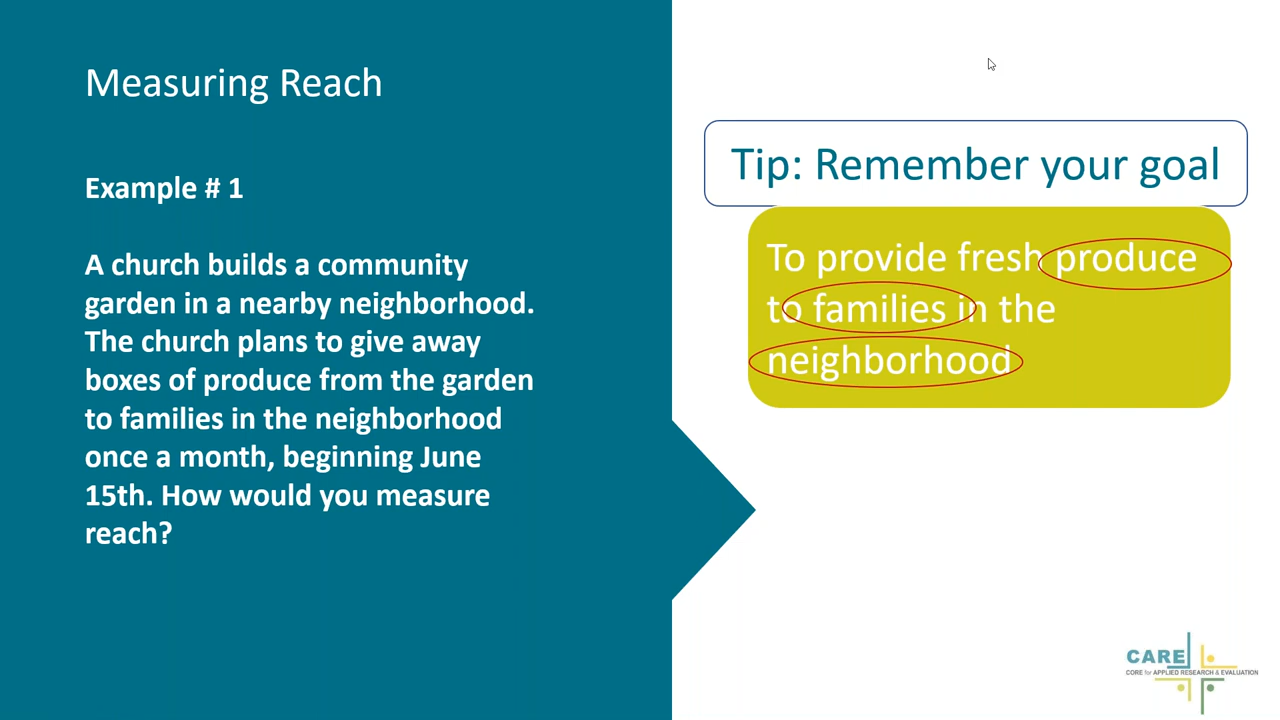 Measuring Reach
Example # 1
A church builds a community
garden in a nearby neighborhood.
The church plans to give away
boxes of produce from the garden
to families in the neighborhood
once a month, beginning June
15th. How would you measure
reach?
Tip: Remember your goal
To provide fresh produce
to families in the
neighborhood
CARE
CORE for APPLIED RESEARCH & EVALUATION